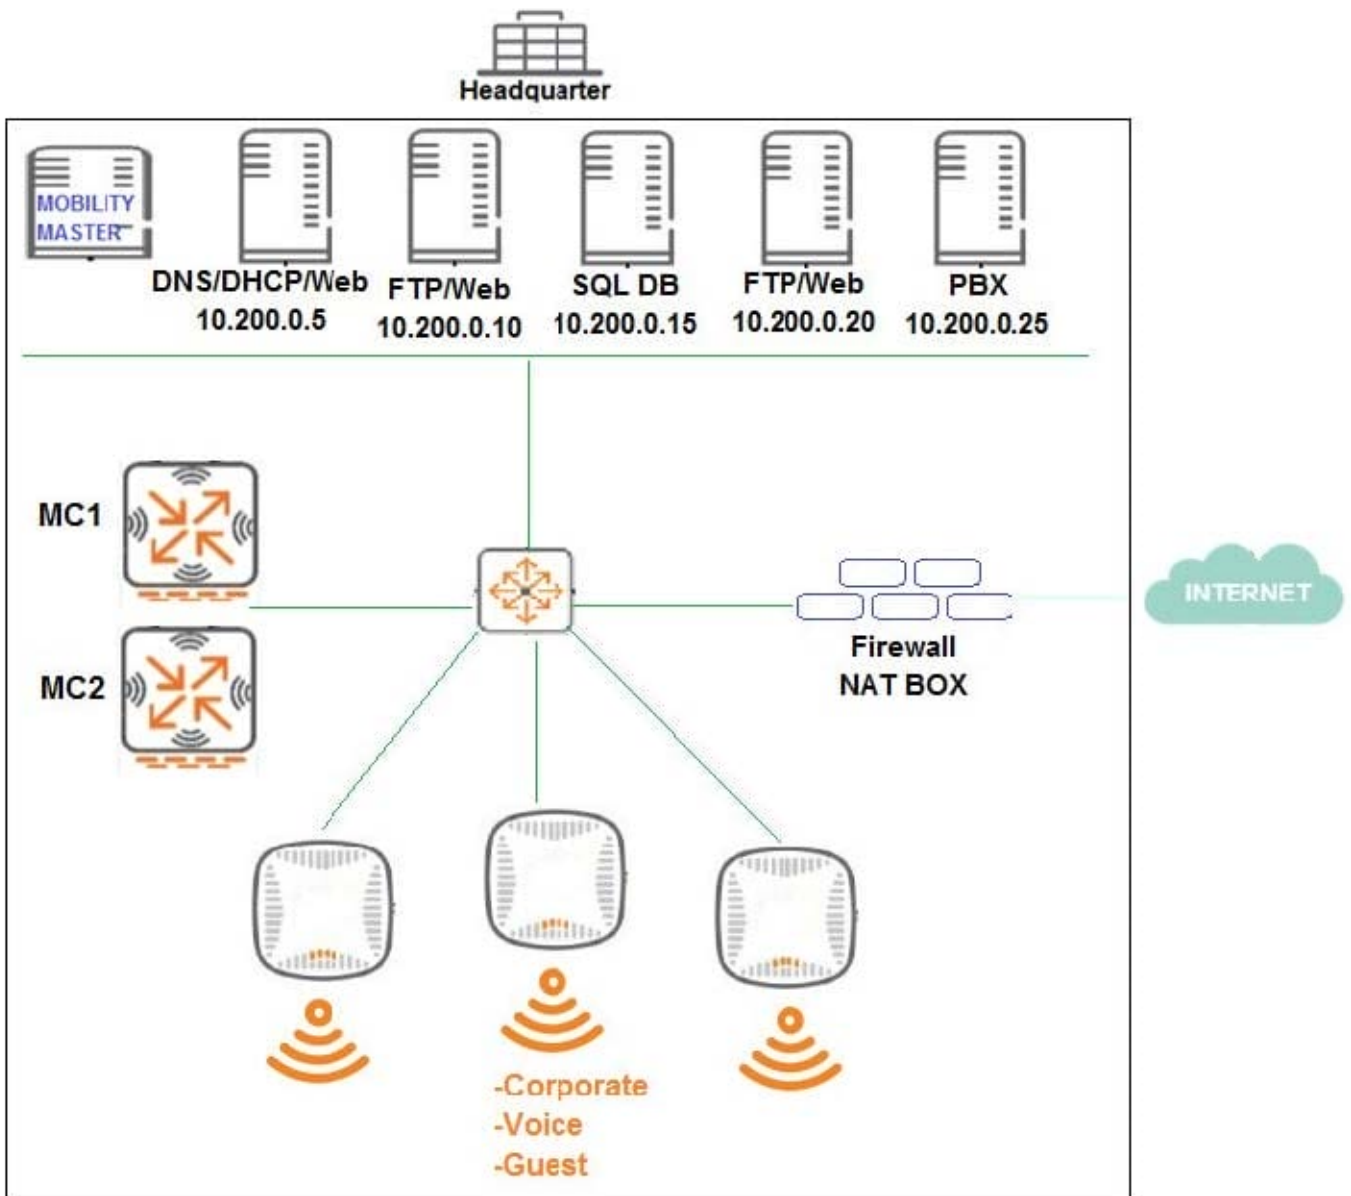 Headquarter
MOBILITY
MASTER
DNS/DHCP/Web
10.200.0.5
FTP/Web
10.200.0.10
SQL DB
10.200.0.15
FTP/Web
10.200.0.20
PBX
10.200.0.25
MC1
MC2
Firewall
NAT BOX
INTERNET
-Corporate
-Voice
-Guest